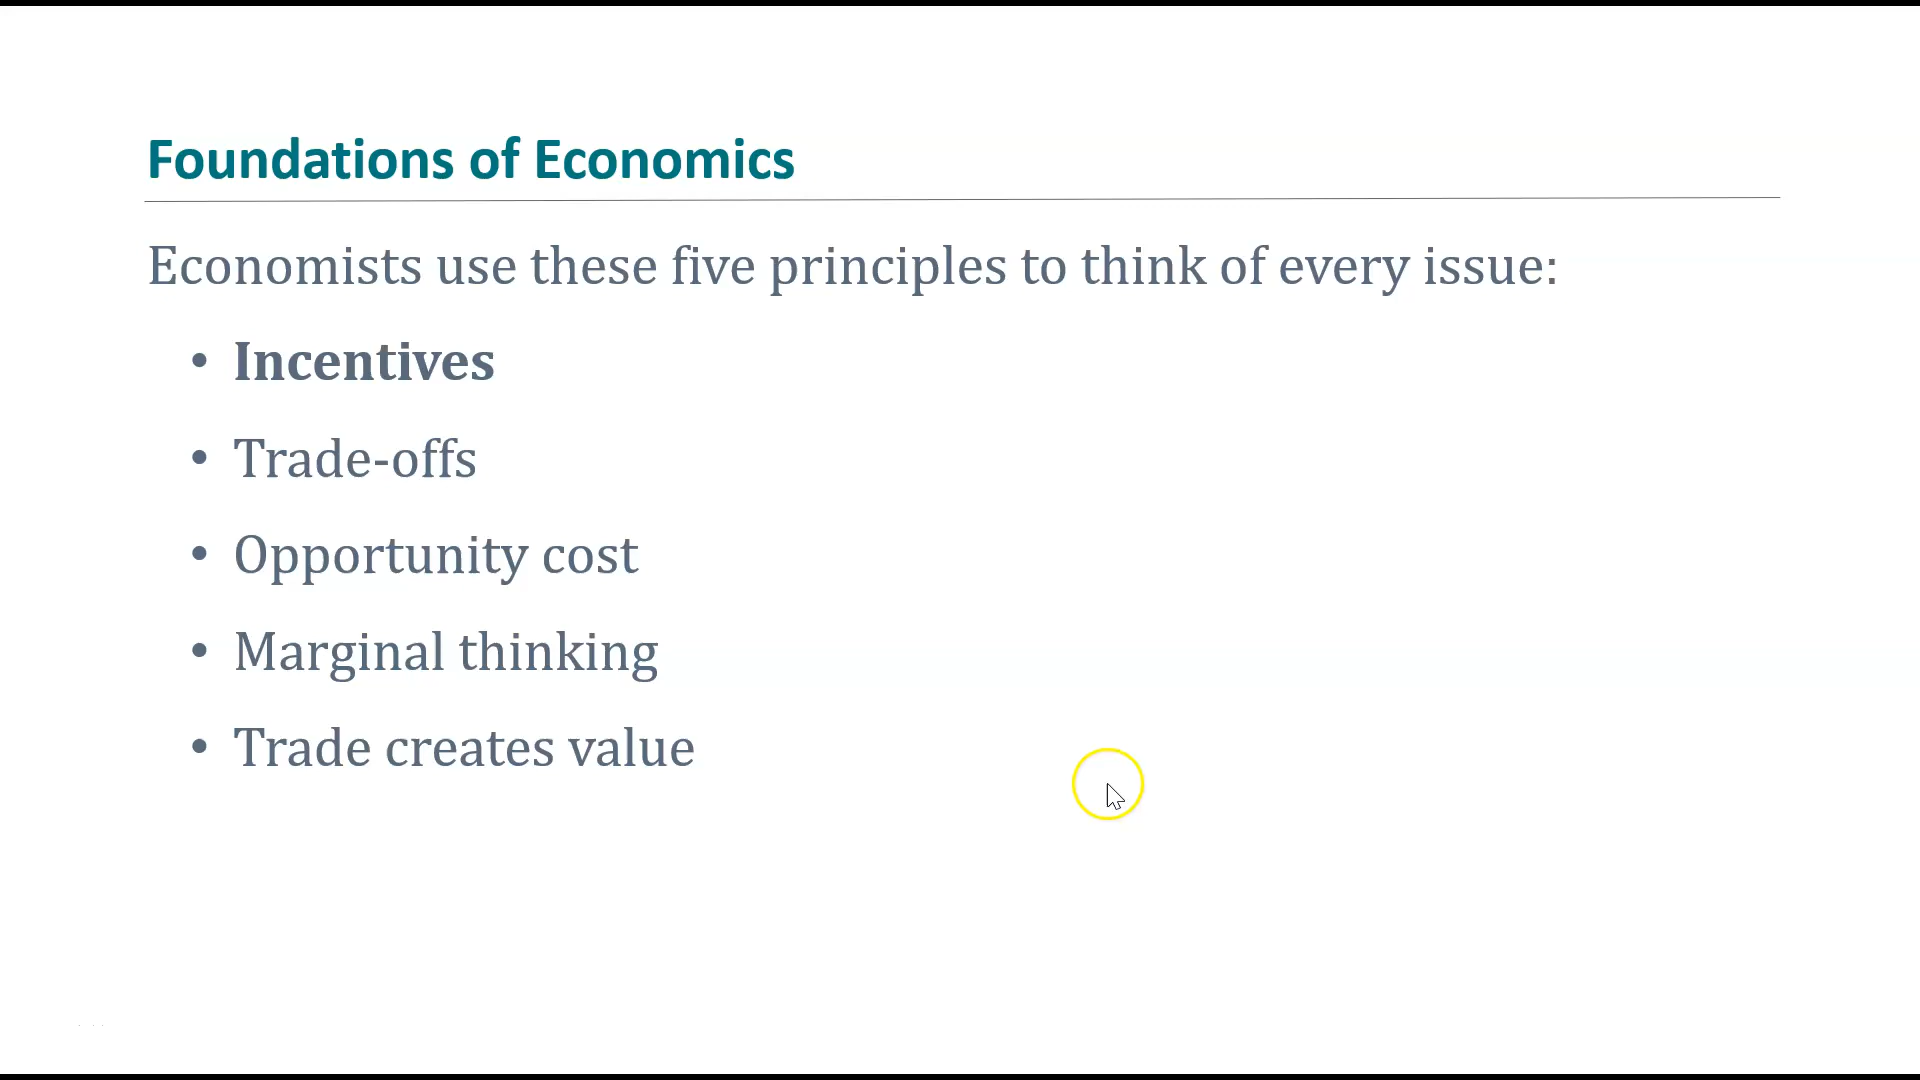 Foundations of Economics
Economists use these five principles to think of every issue:
• Incentives
• Trade-offs
• Opportunity cost
• Marginal thinking
• Trade creates value